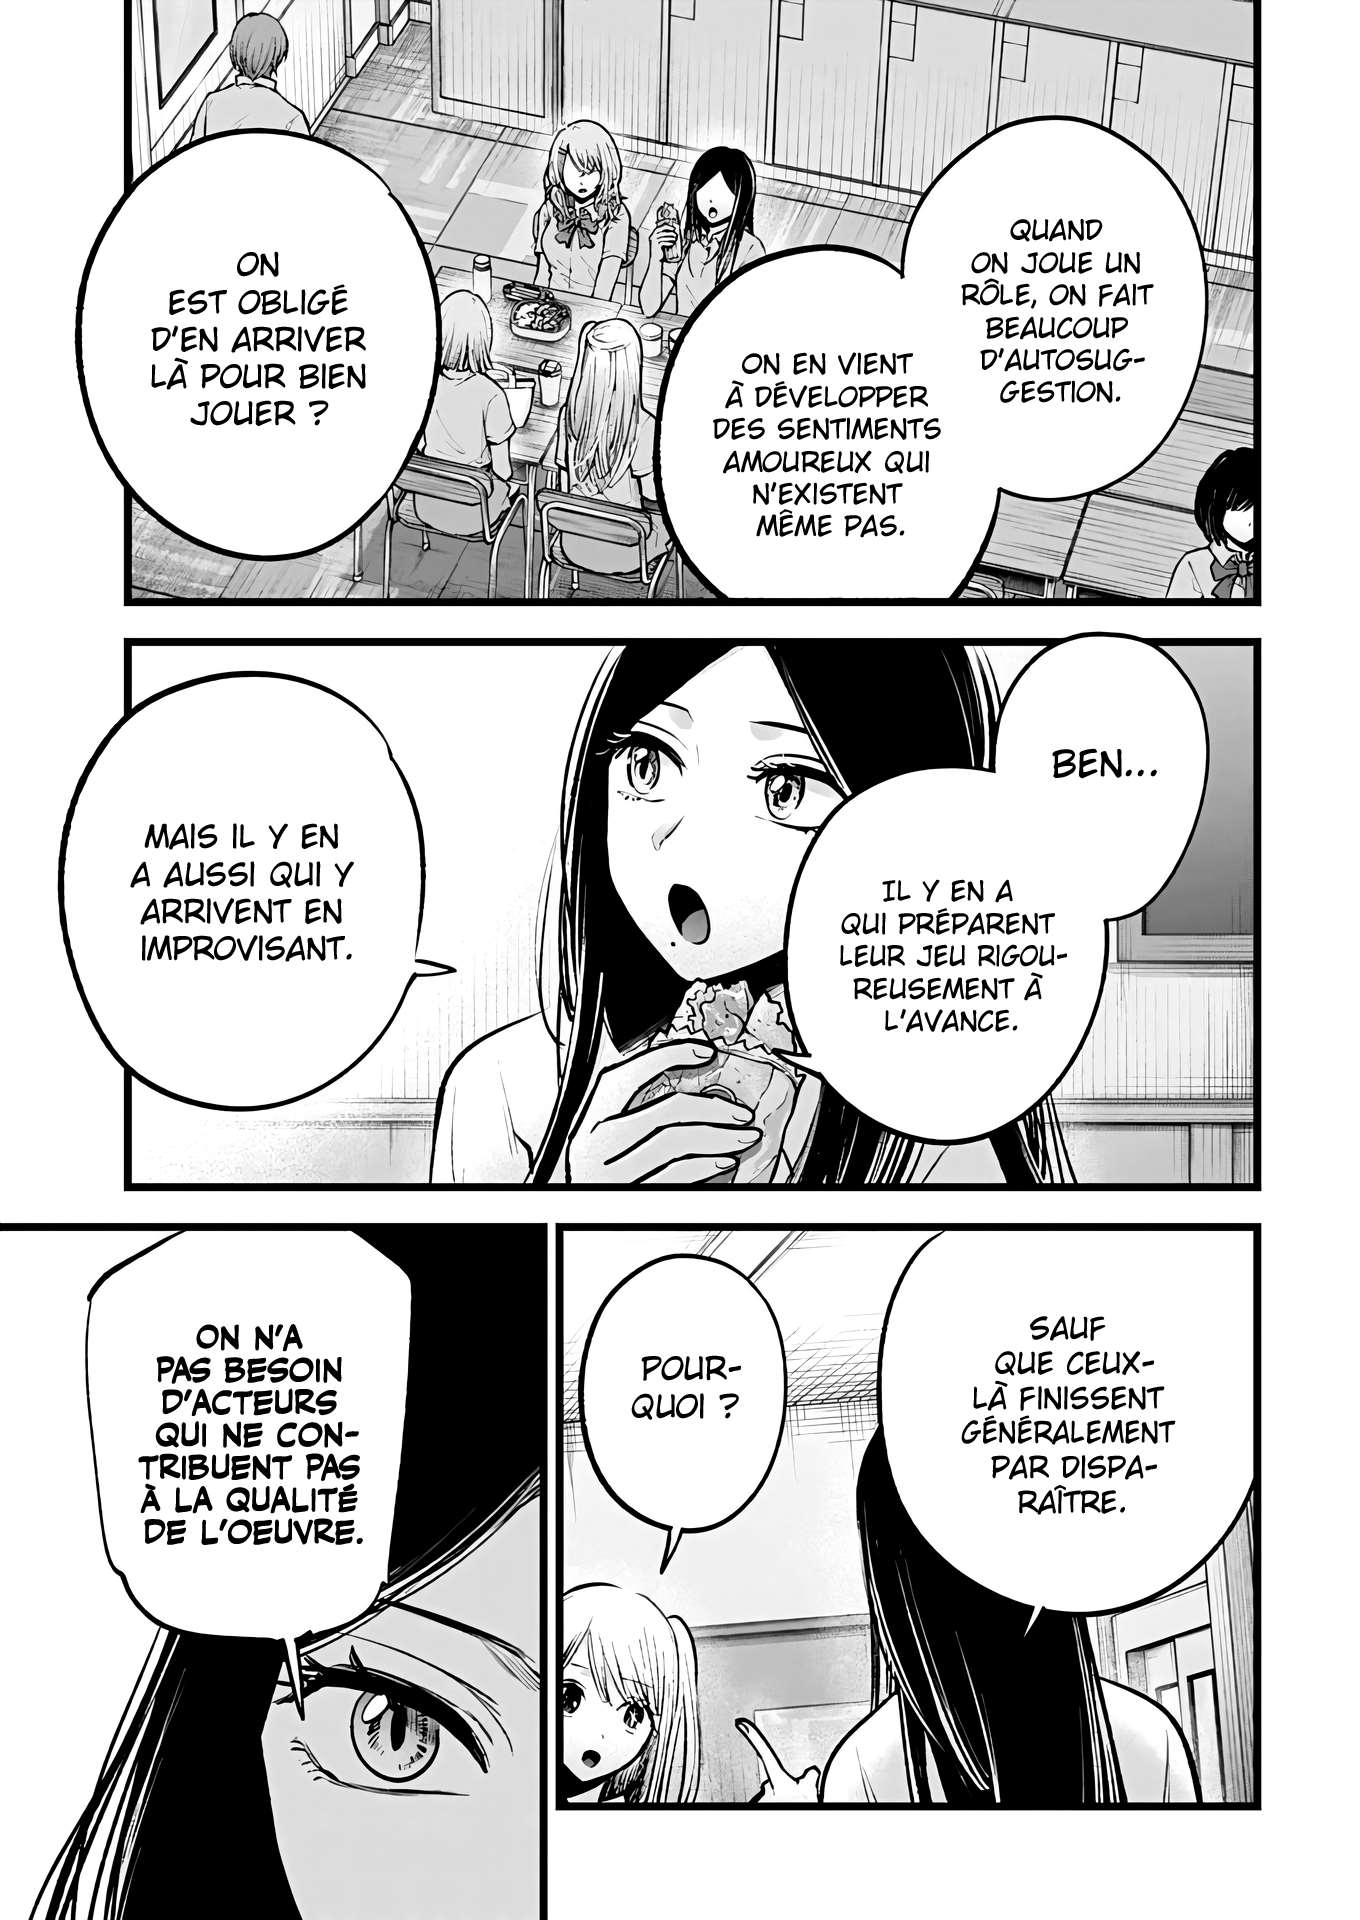 QUAND
ON JOUE UN
RÔLE, ON FAIT
BEAUCOUP
D'AUTOSUG-
GESTION.
ON EN VIENT
À DÉVELOPPER
DES SENTIMENTS
AMOUREUX QUI
N'EXISTENT
MÊME PAS.
ON
EST OBLIGÉ
D'EN ARRIVER
LÀ POUR BIEN
JOUER ?
BEN...
IL Y EN A
QUI PRÉPARENT
LEUR JEU RIGOU-
REUSEMENT À
L'AVANCE.
MAIS IL Y EN
A AUSSI QUI Y
ARRIVENT EN
IMPROVISANT.
SAUF
QUE CEUX-
LÀ FINISSENT
GÉNÉRALEMENT
PAR DISPA-
RAÎTRE.
POUR-
QUOI ?
ON N'A
PAS BESOIN
D'ACTEURS
QUI NE CON-
TRIBUENT PAS
À LA QUALITÉ
DE L'OEUVRE.